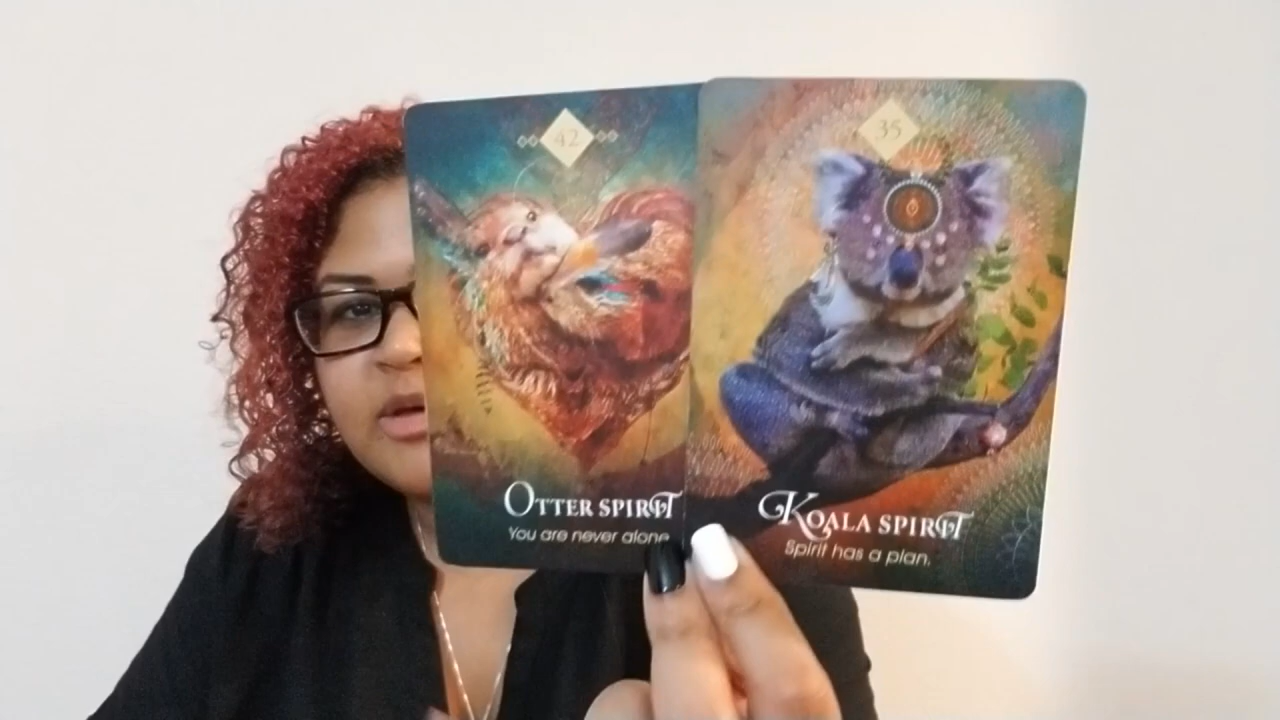 42
OTTER SPIRIT
You are never alone
35
KOALA SPIRIT
Spirit has a plan.